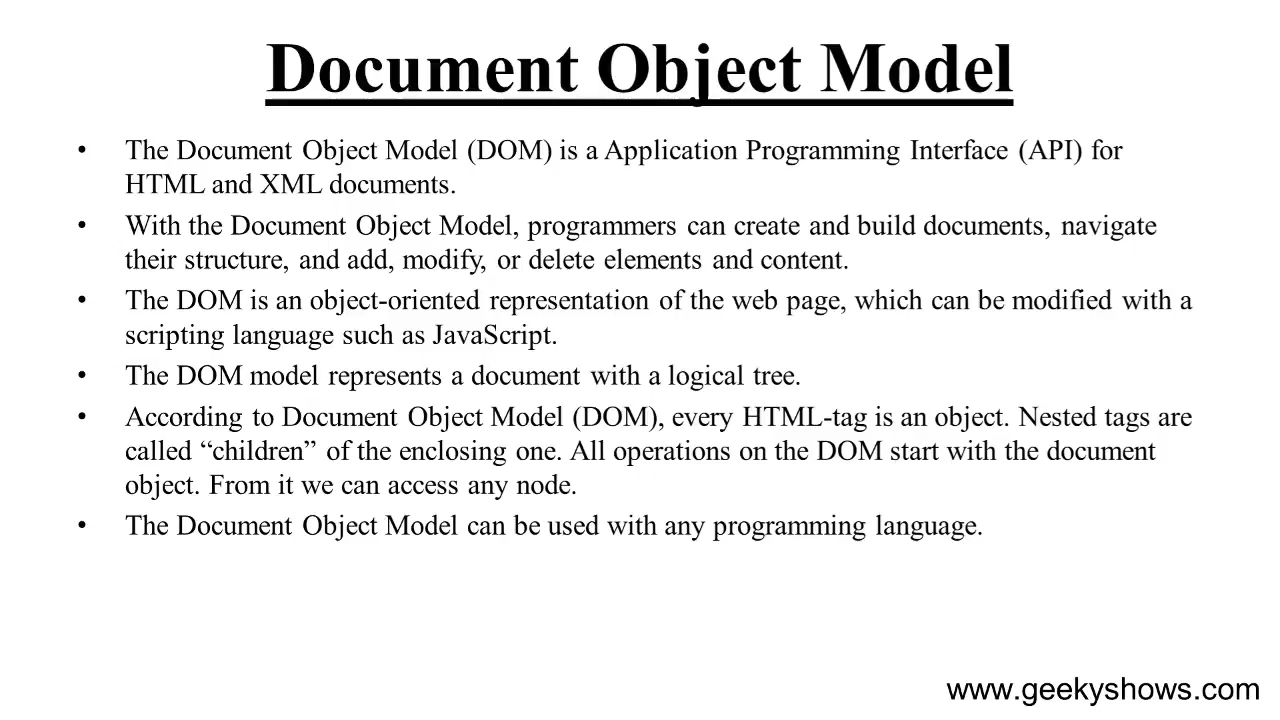 Document Object Model
• The Document Object Model (DOM) is a Application Programming Interface (API) for
HTML and XML documents.
• With the Document Object Model, programmers can create and build documents, navigate
their structure, and add, modify, or delete elements and content.
• The DOM is an object-oriented representation of the web page, which can be modified with a
scripting language such as JavaScript.
• The DOM model represents a document with a logical tree.
• According to Document Object Model (DOM), every HTML-tag is an object. Nested tags are
called “children” of the enclosing one. All operations on the DOM start with the document
object. From it we can access any node.
• The Document Object Model can be used with any programming language.
www.geekyshows.com